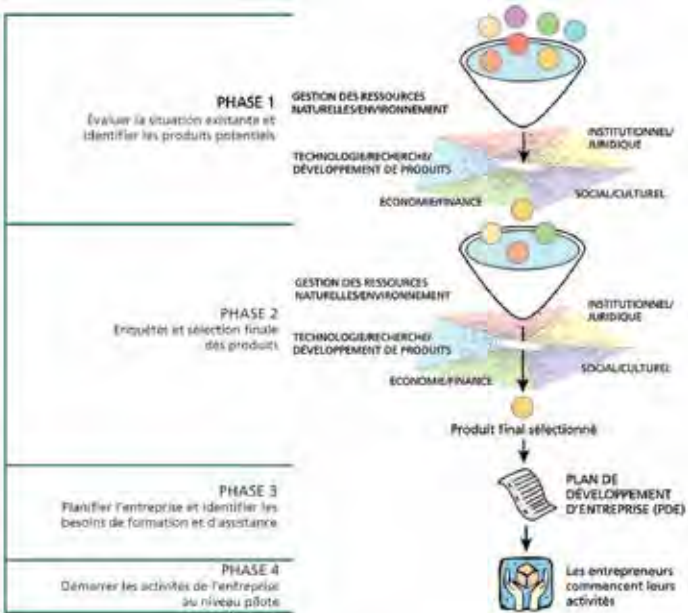 PHASE 1
Évaluer la situation existante et
identifier les produits potentiels
GESTION DES RESSOURCES
NATURELLES/ENVIRONNEMENT
INSTITUTIONNEL/
JURIDIQUE
TECHNOLOGIE/RECHERCHE/
DÉVELOPPEMENT DE PRODUITS
SOCIAL/CULTUREL
ECONOMIE/FINANCE
PHASE 2
Enquêtes et sélection finale
des produits
GESTION DES RESSOURCES
NATURELLES/ENVIRONNEMENT
INSTITUTIONNEL/
JURIDIQUE
TECHNOLOGIE/RECHERCHE/
DÉVELOPPEMENT DE PRODUITS
SOCIAL/CULTUREL
ECONOMIE/FINANCE
Produit final sélectionné
PHASE 3
Planifier l'entreprise et identifier les
besoins de formation et d'assistance
PLAN DE
DÉVELOPPEMENT
D'ENTREPRISE (PDE)
PHASE 4
Démarrer les activités de l'entreprise
au niveau pilote
Les entrepreneurs
commencent leurs
activités